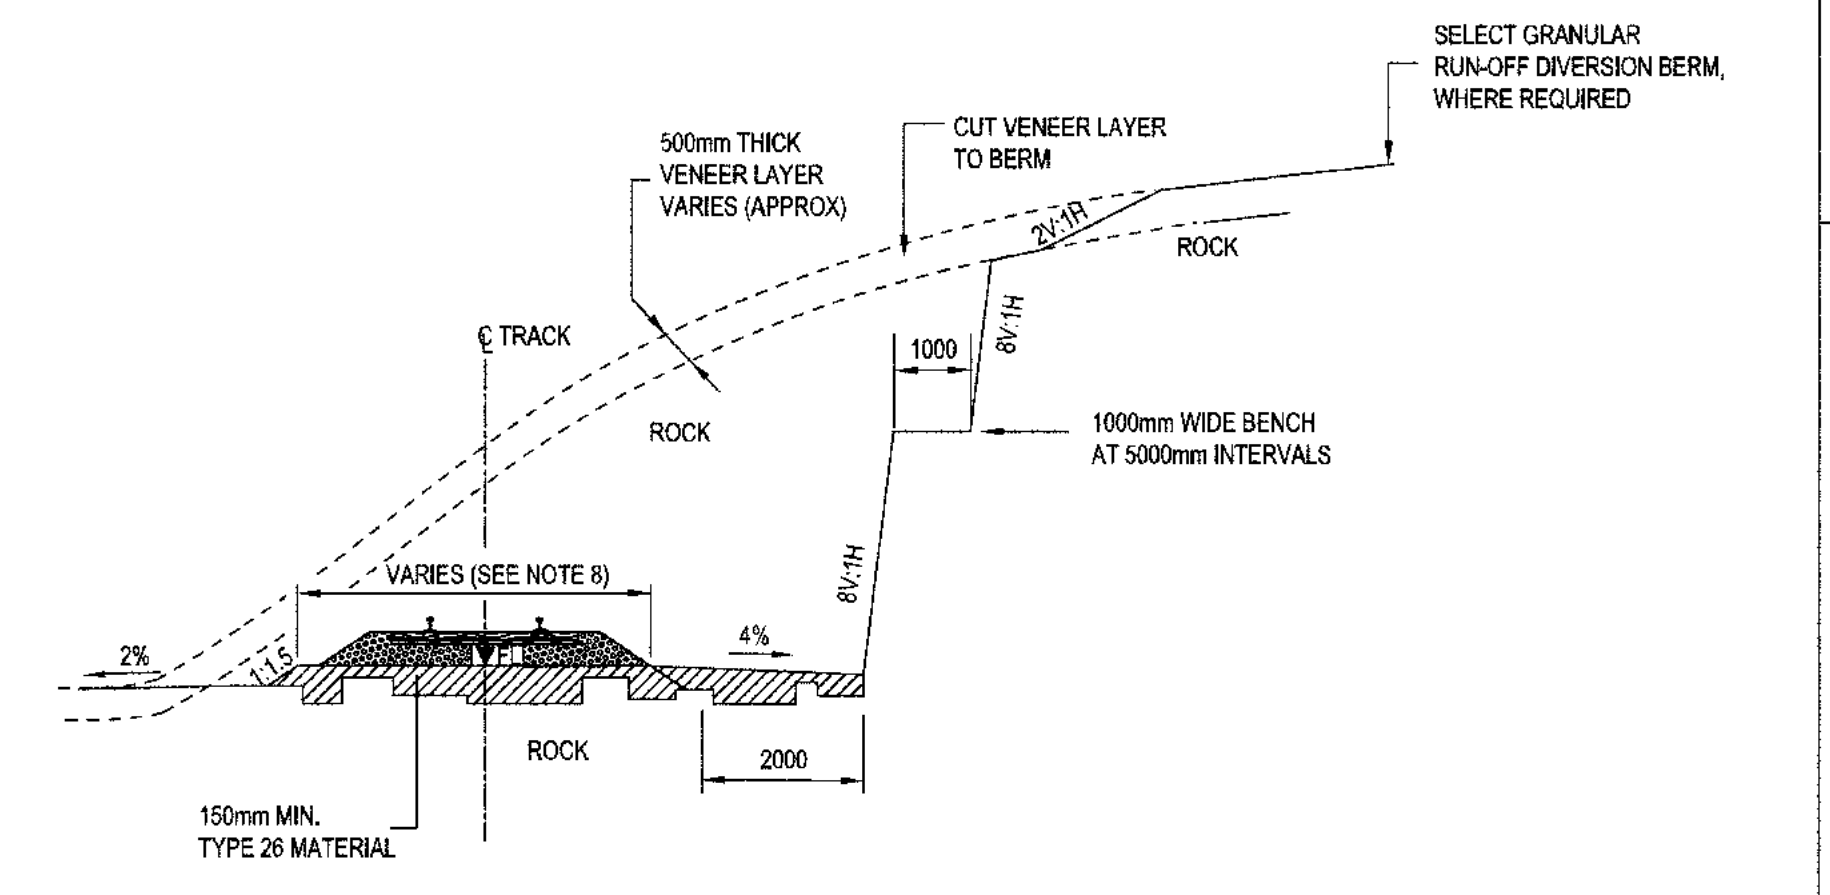 SELECT GRANULAR
RUN-OFF DIVERSION BERM,
WHERE REQUIRED
CUT VENEER LAYER
TO BERM
500mm THICK
VENEER LAYER
VARIES (APPROX)
2V:1H
ROCK
8V:1H
℄ TRACK
1000
ROCK
1000mm WIDE BENCH
AT 5000mm INTERVALS
8V:1H
VARIES (SEE NOTE 8)
2%
1:1.5
FL
4%
ROCK
2000
150mm MIN.
TYPE 26 MATERIAL